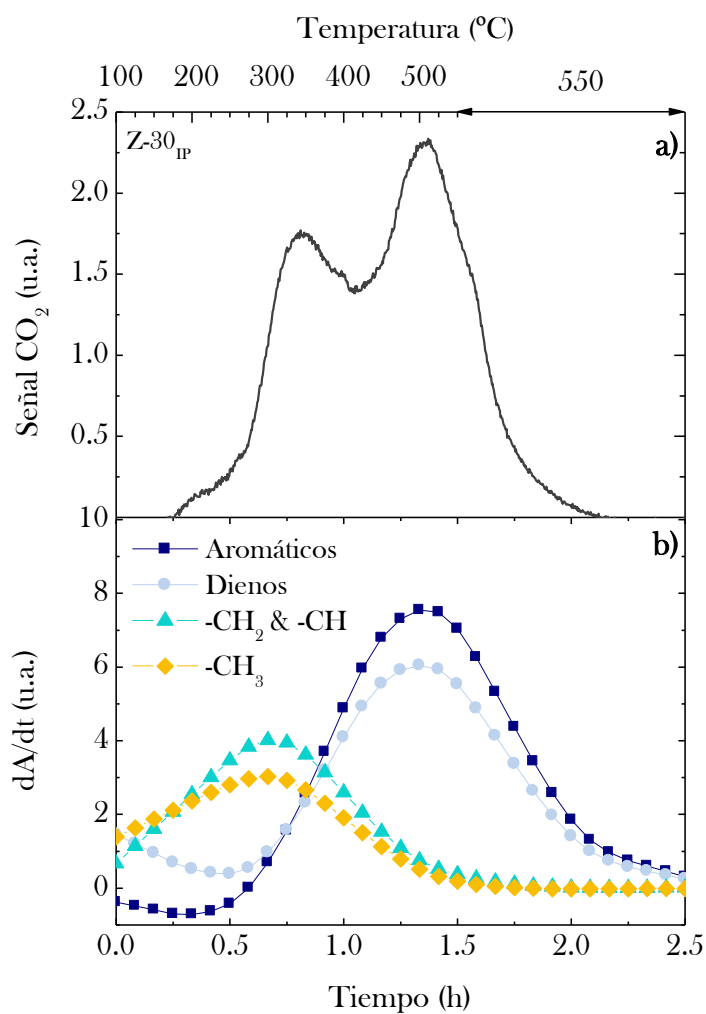 Temperatura (ºC)
100 200 300 400 500 550
2.5
Z-30IP
a)
2.0
1.5
1.0
0.5
Señal CO2 (u.a.)
10
b)
Aromáticos
Dienos
-CH2 & -CH
-CH3
8
6
4
2
0
dA/dt (u.a.)
0.0 0.5 1.0 1.5 2.0 2.5
Tiempo (h)